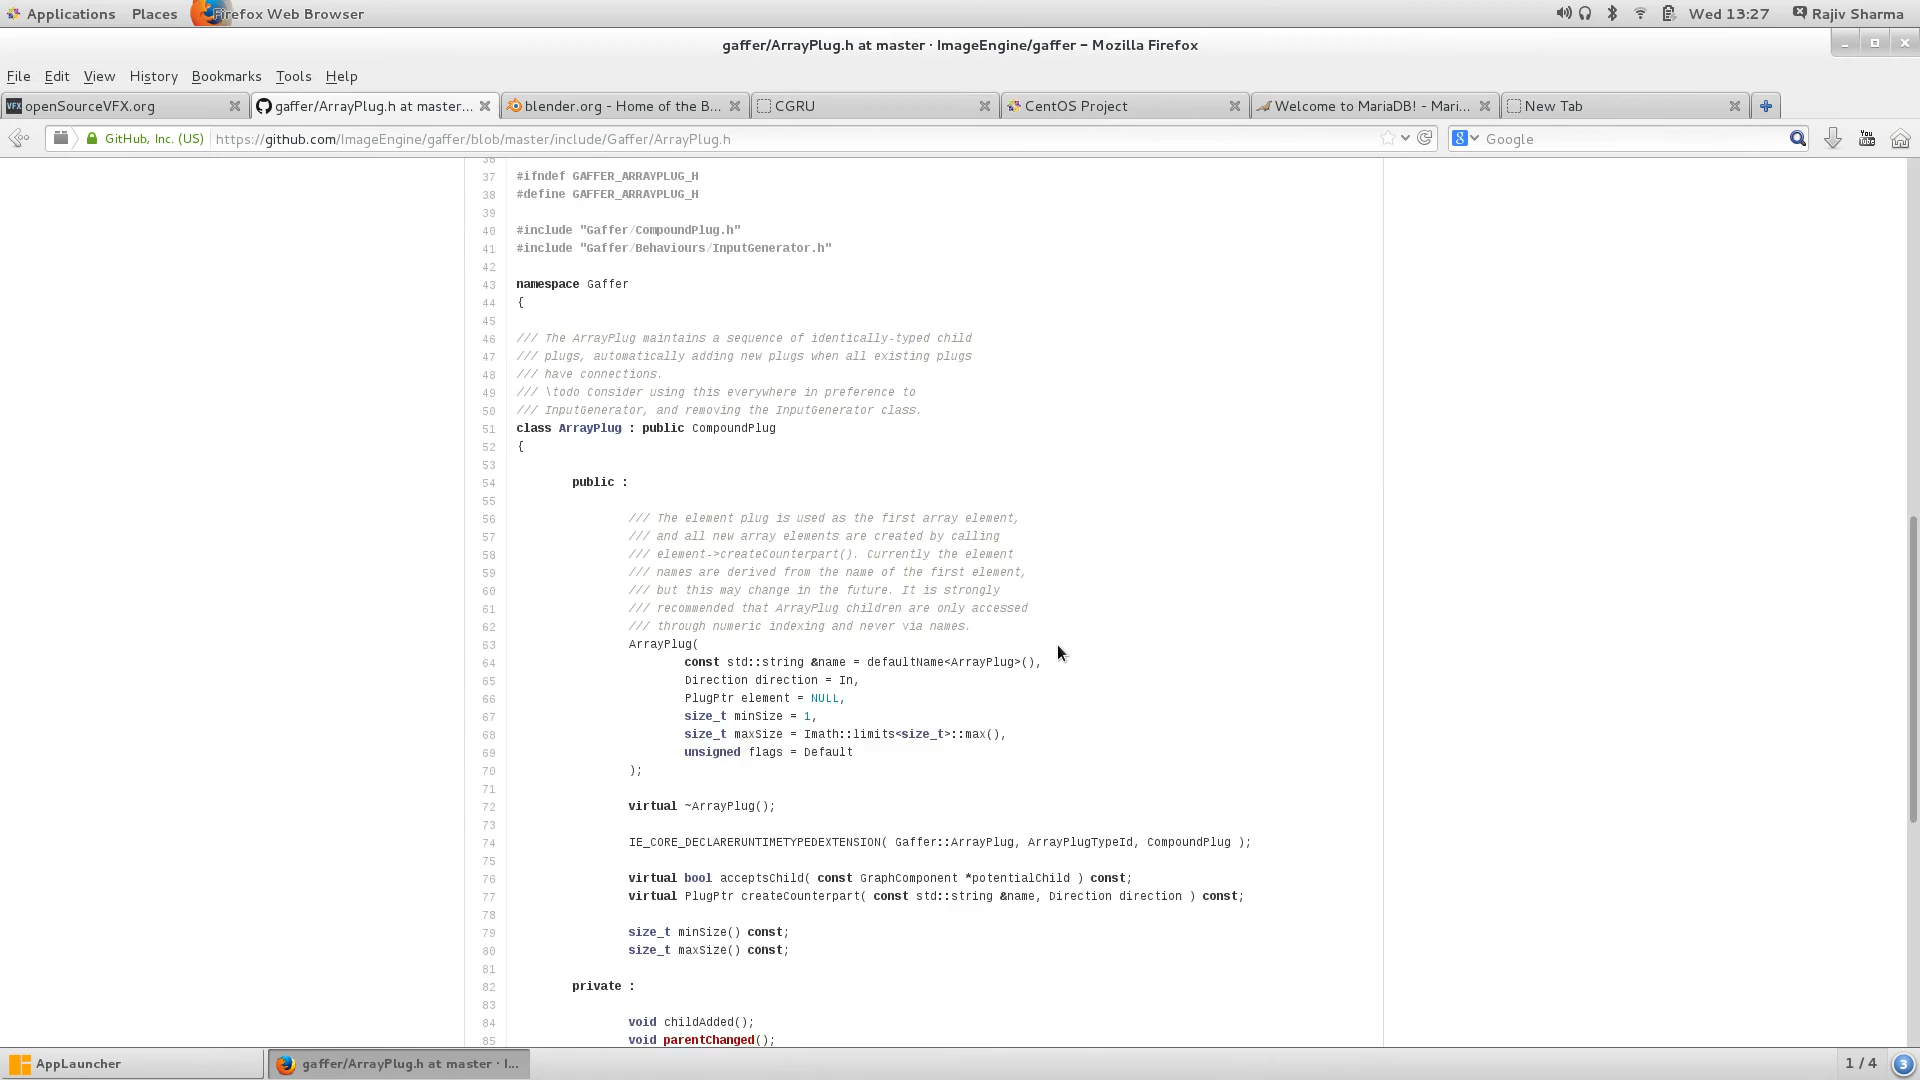 Applications Places Firefox Web Browser Wed 13:27 Rajiv Sharma
gaffer/ArrayPlug.h at master · ImageEngine/gaffer – Mozilla Firefox
File Edit View History Bookmarks Tools Help
VFX openSourceVFX.org gaffer/ArrayPlug.h at master... blender.org - Home of the B... CGRU CentOS Project Welcome to MariaDB! - Mari... New Tab
GitHub, Inc. (US) https://github.com/ImageEngine/gaffer/blob/master/include/Gaffer/ArrayPlug.h Google
36
37 #ifndef GAFFER_ARRAYPLUG_H
38 #define GAFFER_ARRAYPLUG_H
39
40 #include "Gaffer/CompoundPlug.h"
41 #include "Gaffer/Behaviours/InputGenerator.h"
42
43 namespace Gaffer
44 {
45
46 /// The ArrayPlug maintains a sequence of identically-typed child
47 /// plugs, automatically adding new plugs when all existing plugs
48 /// have connections.
49 /// \todo Consider using this everywhere in preference to
50 /// InputGenerator, and removing the InputGenerator class.
51 class ArrayPlug : public CompoundPlug
52 {
53
54 public :
55
56 /// The element plug is used as the first array element,
57 /// and all new array elements are created by calling
58 /// element->createCounterpart(). Currently the element
59 /// names are derived from the name of the first element,
60 /// but this may change in the future. It is strongly
61 /// recommended that ArrayPlug children are only accessed
62 /// through numeric indexing and never via names.
63 ArrayPlug(
64 const std::string &name = defaultName<ArrayPlug>(),
65 Direction direction = In,
66 PlugPtr element = NULL,
67 size_t minSize = 1,
68 size_t maxSize = Imath::limits<size_t>::max(),
69 unsigned flags = Default
70 );
71
72 virtual ~ArrayPlug();
73
74 IE_CORE_DECLARERUNTIMETYPEDEXTENSION( Gaffer::ArrayPlug, ArrayPlugTypeId, CompoundPlug );
75
76 virtual bool acceptsChild( const GraphComponent *potentialChild ) const;
77 virtual PlugPtr createCounterpart( const std::string &name, Direction direction ) const;
78
79 size_t minSize() const;
80 size_t maxSize() const;
81
82 private :
83
84 void childAdded();
85 void parentChanged();
AppLauncher gaffer/ArrayPlug.h at master · I... 1 / 4 3